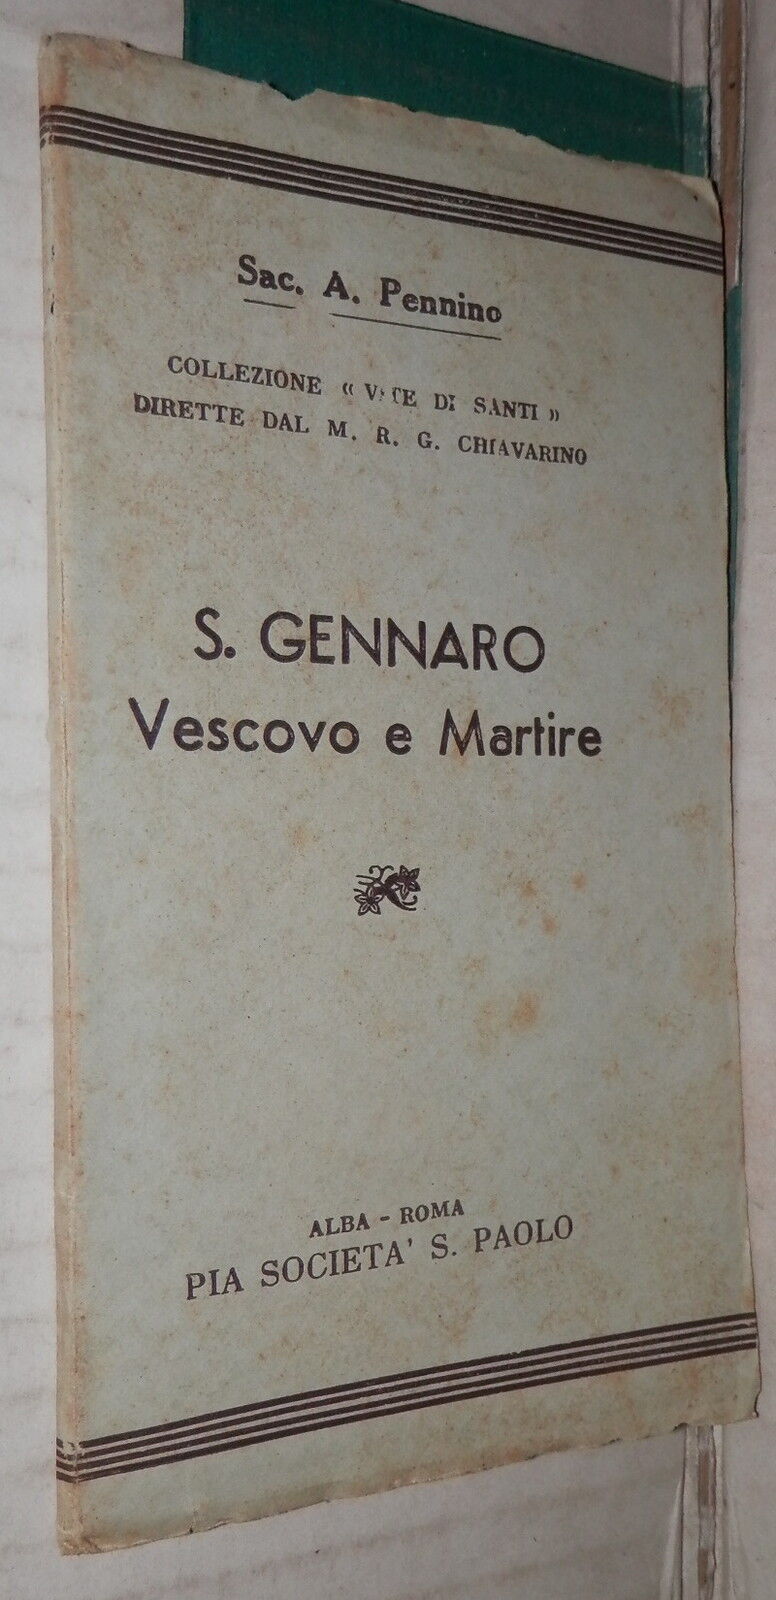 Sac. A. Pennino
COLLEZIONE « VITE DI SANTI »
DIRETTE DAL M. R. G. CHIAVARINO
S. GENNARO
Vescovo e Martire
ALBA - ROMA
PIA SOCIETA' S. PAOLO